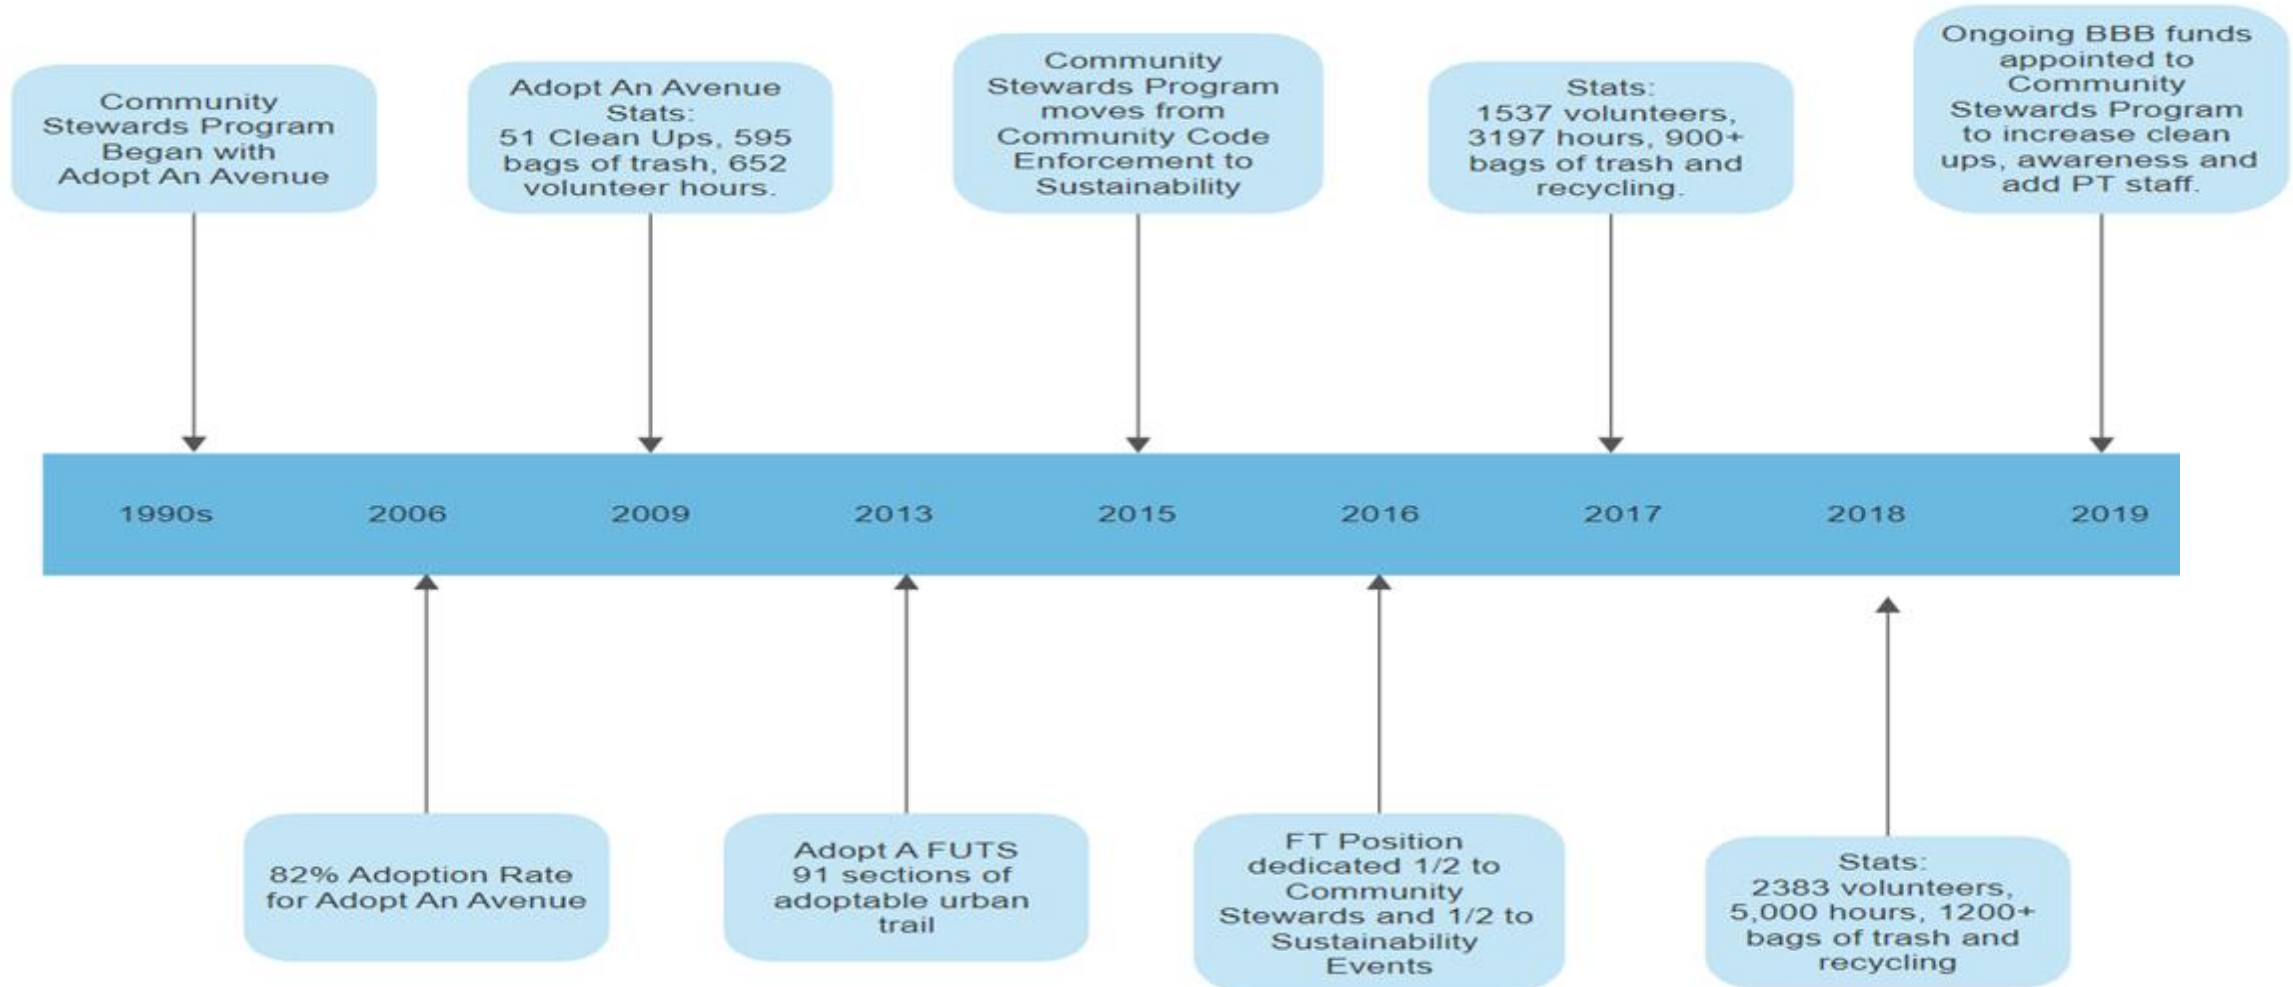 Community
Stewards Program
Began with
Adopt An Avenue
Adopt An Avenue
Stats:
51 Clean Ups, 595
bags of trash, 652
volunteer hours.
Community
Stewards Program
moves from
Community Code
Enforcement to
Sustainability
Stats:
1537 volunteers,
3197 hours, 900+
bags of trash and
recycling.
Ongoing BBB funds
appointed to
Community
Stewards Program
to increase clean
ups, awareness and
add PT staff.
1990s
2006
2009
2013
2015
2016
2017
2018
2019
82% Adoption Rate
for Adopt An Avenue
Adopt A FUTS
91 sections of
adoptable urban
trail
FT Position
dedicated 1/2 to
Community
Stewards and 1/2 to
Sustainability
Events
Stats:
2383 volunteers,
5,000 hours, 1200+
bags of trash and
recycling